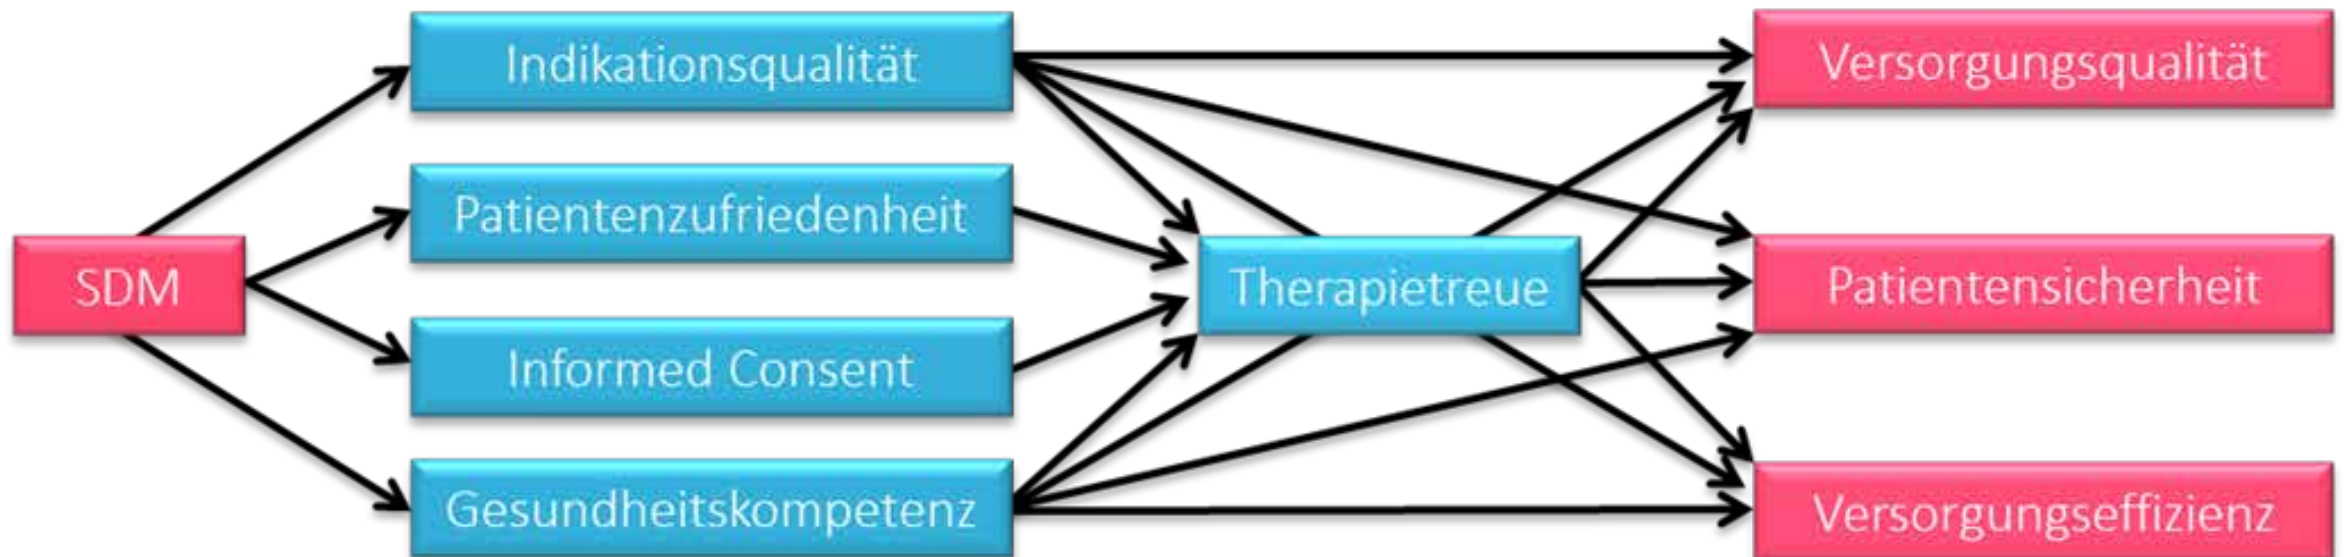 SDM
Indikationsqualität
Patientenzufriedenheit
Informed Consent
Gesundheitskompetenz
Therapietreue
Versorgungsqualität
Patientensicherheit
Versorgungseffizienz